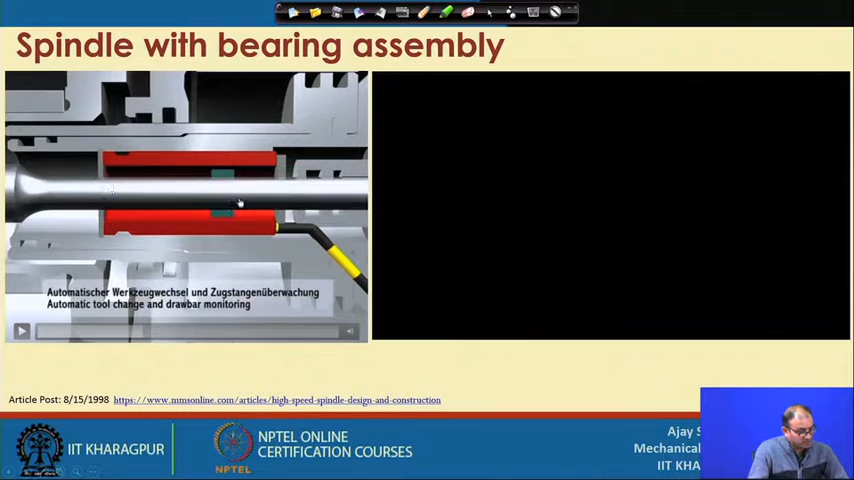 Spindle with bearing assembly
Automatischer Werkzeugwechsel und Zugstangenüberwachung
Automatic tool change and drawbar monitoring
Article Post: 8/15/1998 https://www.mmsonline.com/articles/high-speed-spindle-design-and-construction
IIT KHARAGPUR
NPTEL
NPTEL ONLINE
CERTIFICATION COURSES
Ajay S
Mechanical
IIT KHA